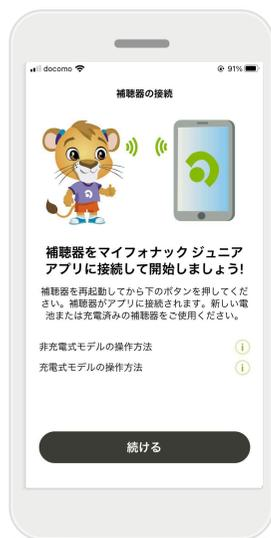 docomo 91%
補聴器の接続
補聴器をマイフォナック ジュニア
アプリに接続して開始しましょう!
補聴器を再起動してから下のボタンを押してくだ
さい。補聴器がアプリに接続されます。新しい電
池または充電済みの補聴器をご使用ください。
非充電式モデルの操作方法 i
充電式モデルの操作方法 i
続ける